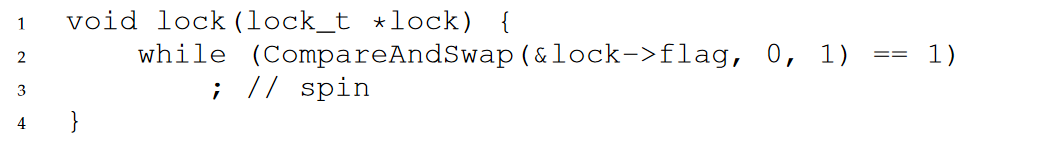 1 void lock(lock_t *lock) {
2 while (CompareAndSwap(&lock->flag, 0, 1) == 1)
3 ; // spin
4 }